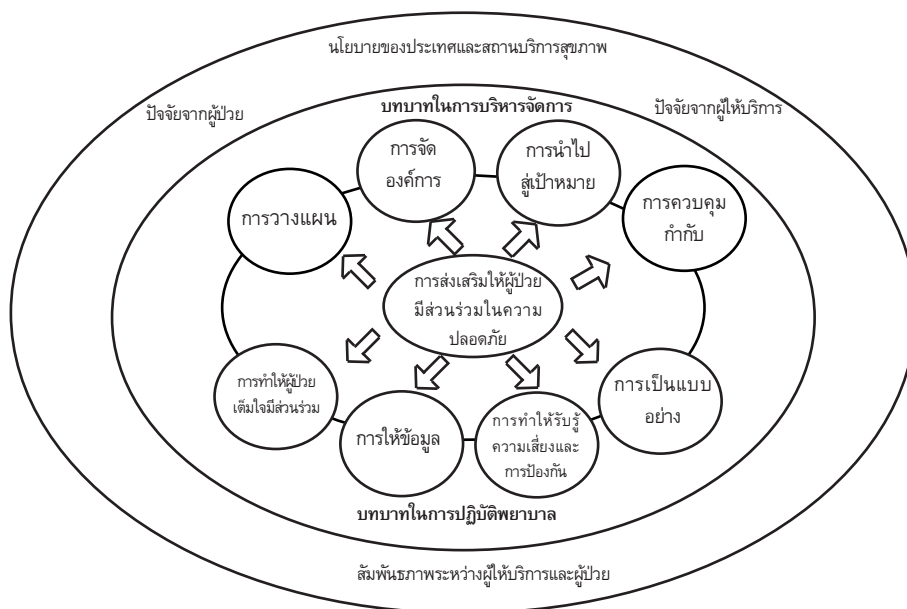 นโยบายของประเทศและสถานบริการสุขภาพ
ปัจจัยจากผู้ป่วย
ปัจจัยจากผู้ให้บริการ
บทบาทในการบริหารจัดการ
การจัด
องค์การ
การนำไป
สู่เป้าหมาย
การวางแผน
การควบคุม
กำกับ
การส่งเสริมให้ผู้ป่วย
มีส่วนร่วมในความ
ปลอดภัย
การทำให้ผู้ป่วย
เต็มใจมีส่วนร่วม
การให้ข้อมูล
การทำให้รับรู้
ความเสี่ยงและ
การป้องกัน
การเป็นแบบ
อย่าง
บทบาทในการปฏิบัติพยาบาล
สัมพันธภาพระหว่างผู้ให้บริการและผู้ป่วย